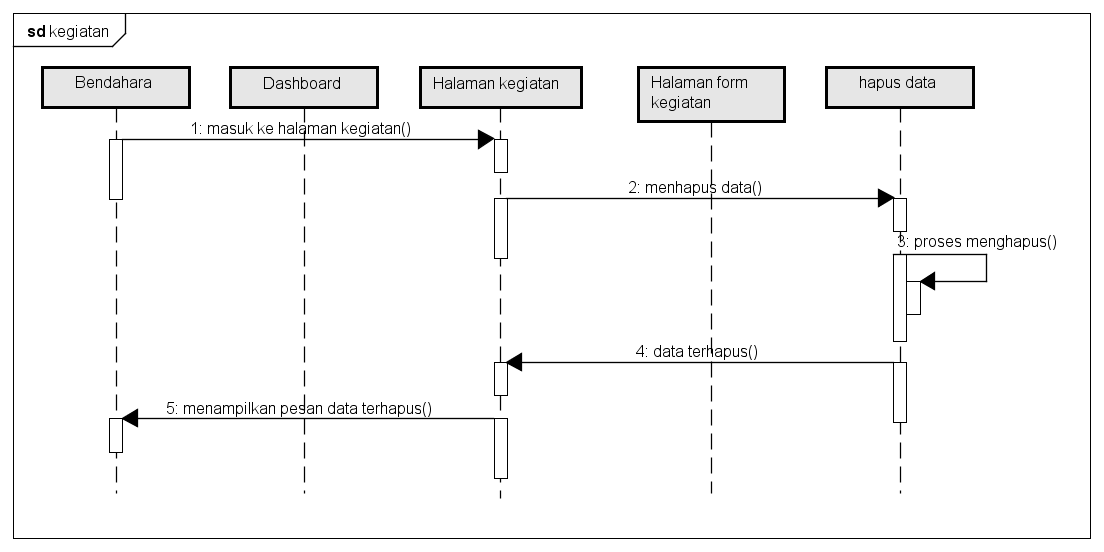 sd kegiatan
Bendahara
Dashboard
Halaman kegiatan
Halaman form
kegiatan
hapus data
1: masuk ke halaman kegiatan()
2: menhapus data()
3: proses menghapus()
4: data terhapus()
5: menampilkan pesan data terhapus()